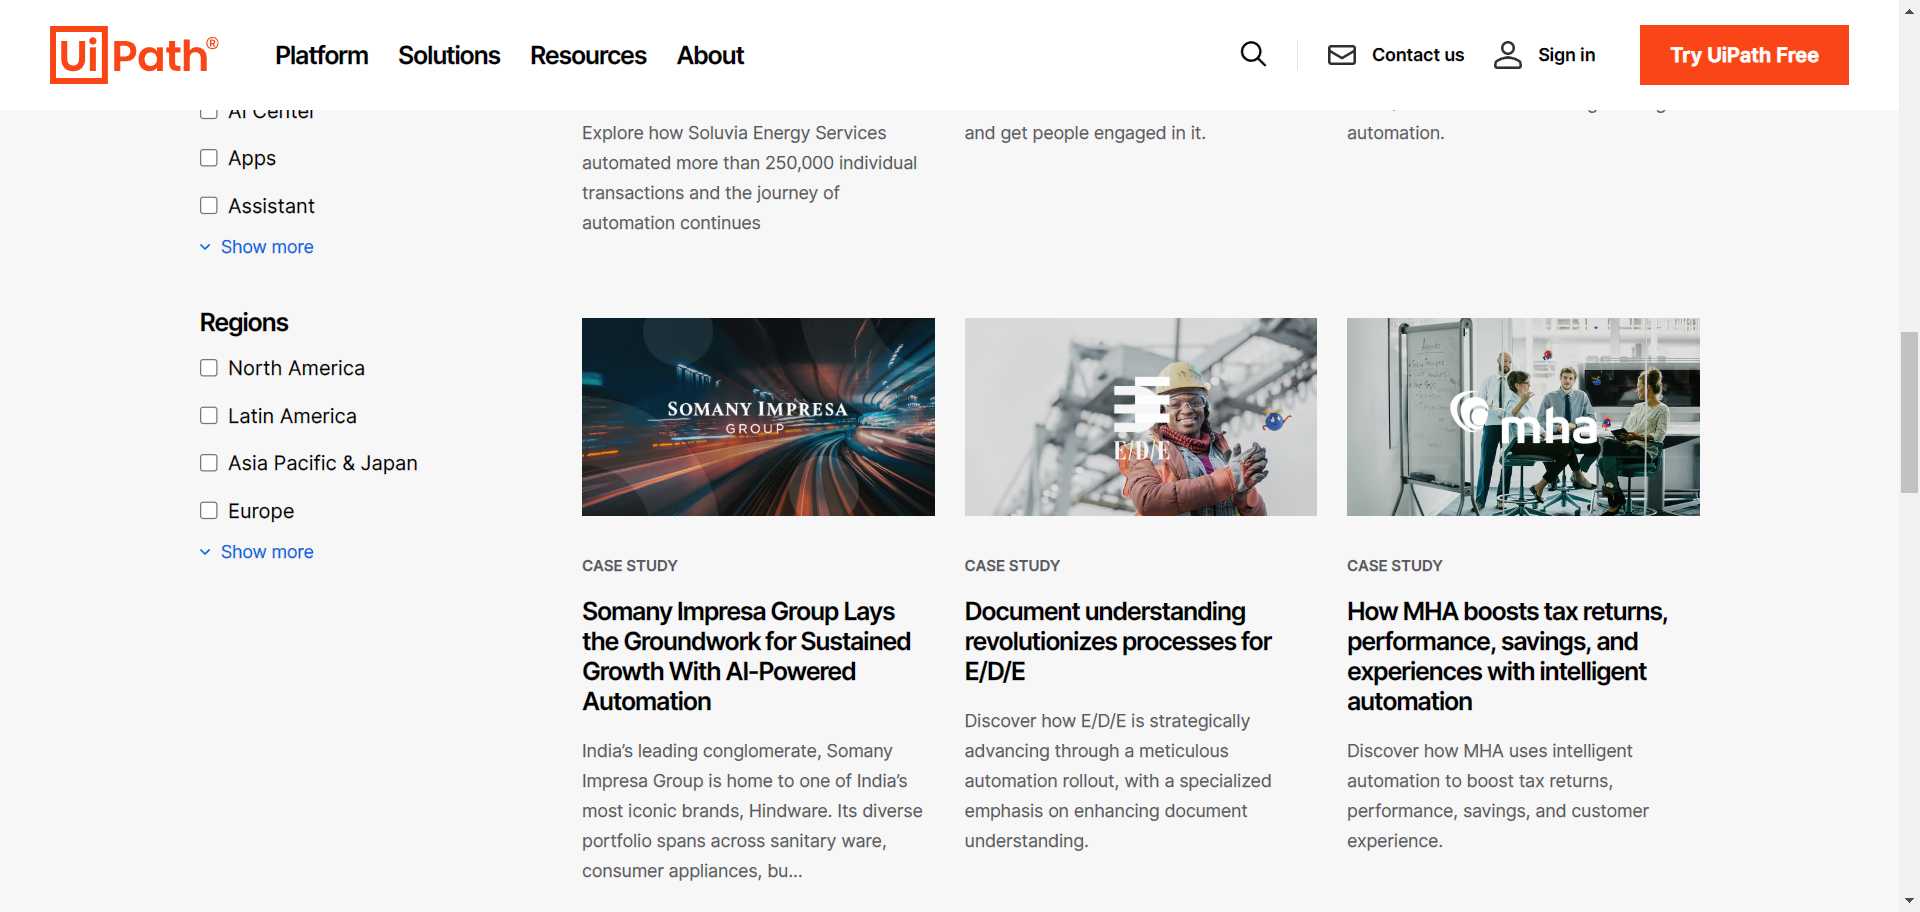 UiPath®
Platform
Solutions
Resources
About
Contact us
Sign in
Try UiPath Free
AI Center
Apps
Assistant
Show more
Regions
North America
Latin America
Asia Pacific & Japan
Europe
Show more
Explore how Soluvia Energy Services
automated more than 250,000 individual
transactions and the journey of
automation continues
and get people engaged in it.
automation.
SOMANY IMPRESA
GROUP
E/D/E
mha
CASE STUDY
Somany Impresa Group Lays
the Groundwork for Sustained
Growth With AI-Powered
Automation
India’s leading conglomerate, Somany
Impresa Group is home to one of India’s
most iconic brands, Hindware. Its diverse
portfolio spans across sanitary ware,
consumer appliances, bu...
CASE STUDY
Document understanding
revolutionizes processes for
E/D/E
Discover how E/D/E is strategically
advancing through a meticulous
automation rollout, with a specialized
emphasis on enhancing document
understanding.
CASE STUDY
How MHA boosts tax returns,
performance, savings, and
experiences with intelligent
automation
Discover how MHA uses intelligent
automation to boost tax returns,
performance, savings, and customer
experience.